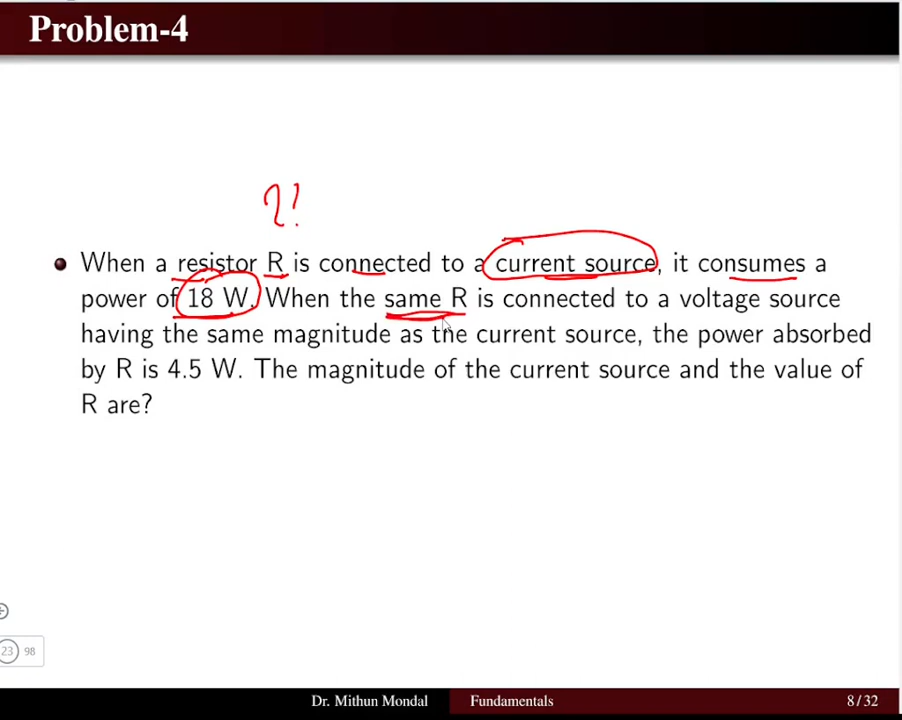 Problem-4
When a resistor R is connected to a current source, it consumes a
power of 18 W. When the same R is connected to a voltage source
having the same magnitude as the current source, the power absorbed
by R is 4.5 W. The magnitude of the current source and the value of
R are?
23 98
Dr. Mithun Mondal Fundamentals 8 / 32